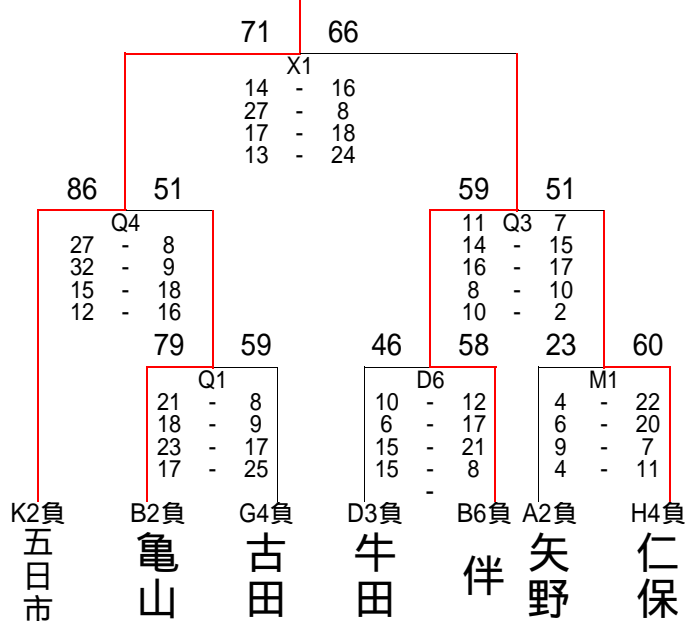 71 66
X1
14 - 16
27 - 8
17 - 18
13 - 24
86 51
Q4
27 - 8
32 - 9
15 - 18
12 - 16
59 51
11 Q3 7
14 - 15
16 - 17
8 - 10
10 - 2
79 59
Q1
21 - 8
18 - 9
23 - 17
17 - 25
46 58
D6
10 - 12
6 - 17
15 - 21
15 - 8
-
23 60
M1
4 - 22
6 - 20
9 - 7
4 - 11
K2負 B2負 G4負 D3負 B6負 A2負 H4負
五日市
亀山
古田
牛田
伴
矢野
仁保